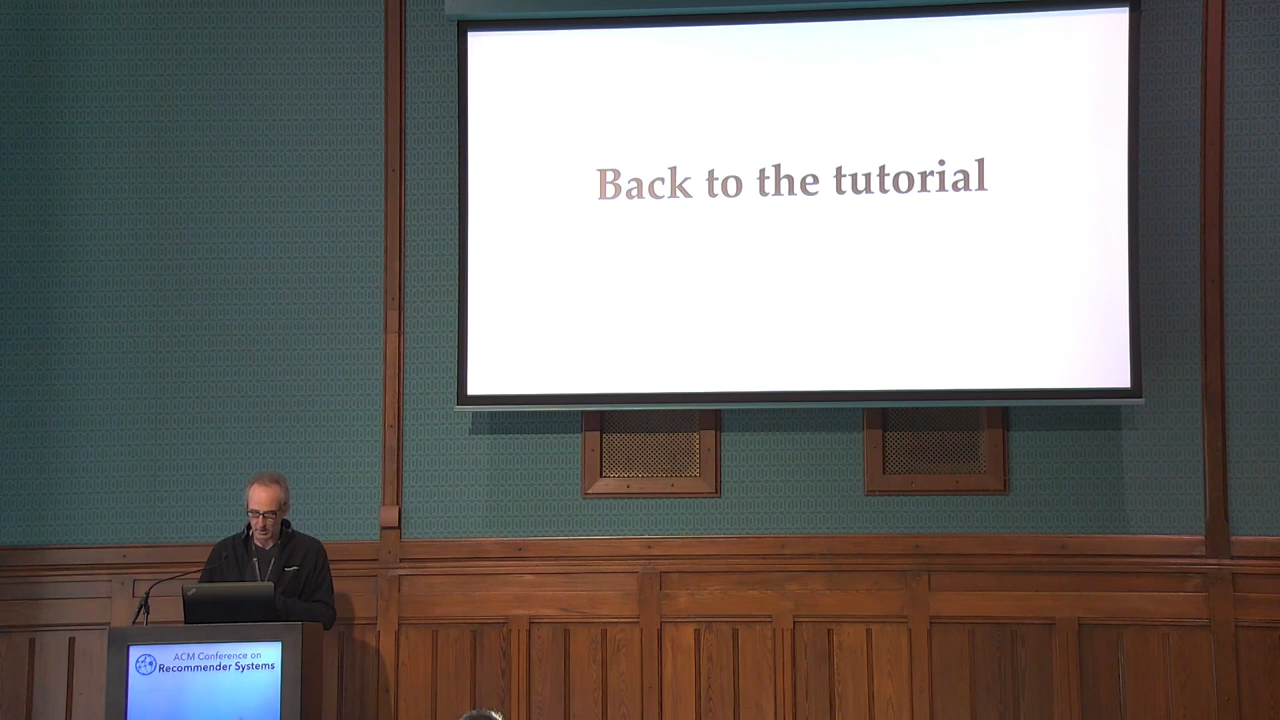 Back to the tutorial
ACM Conference on
Recommender Systems